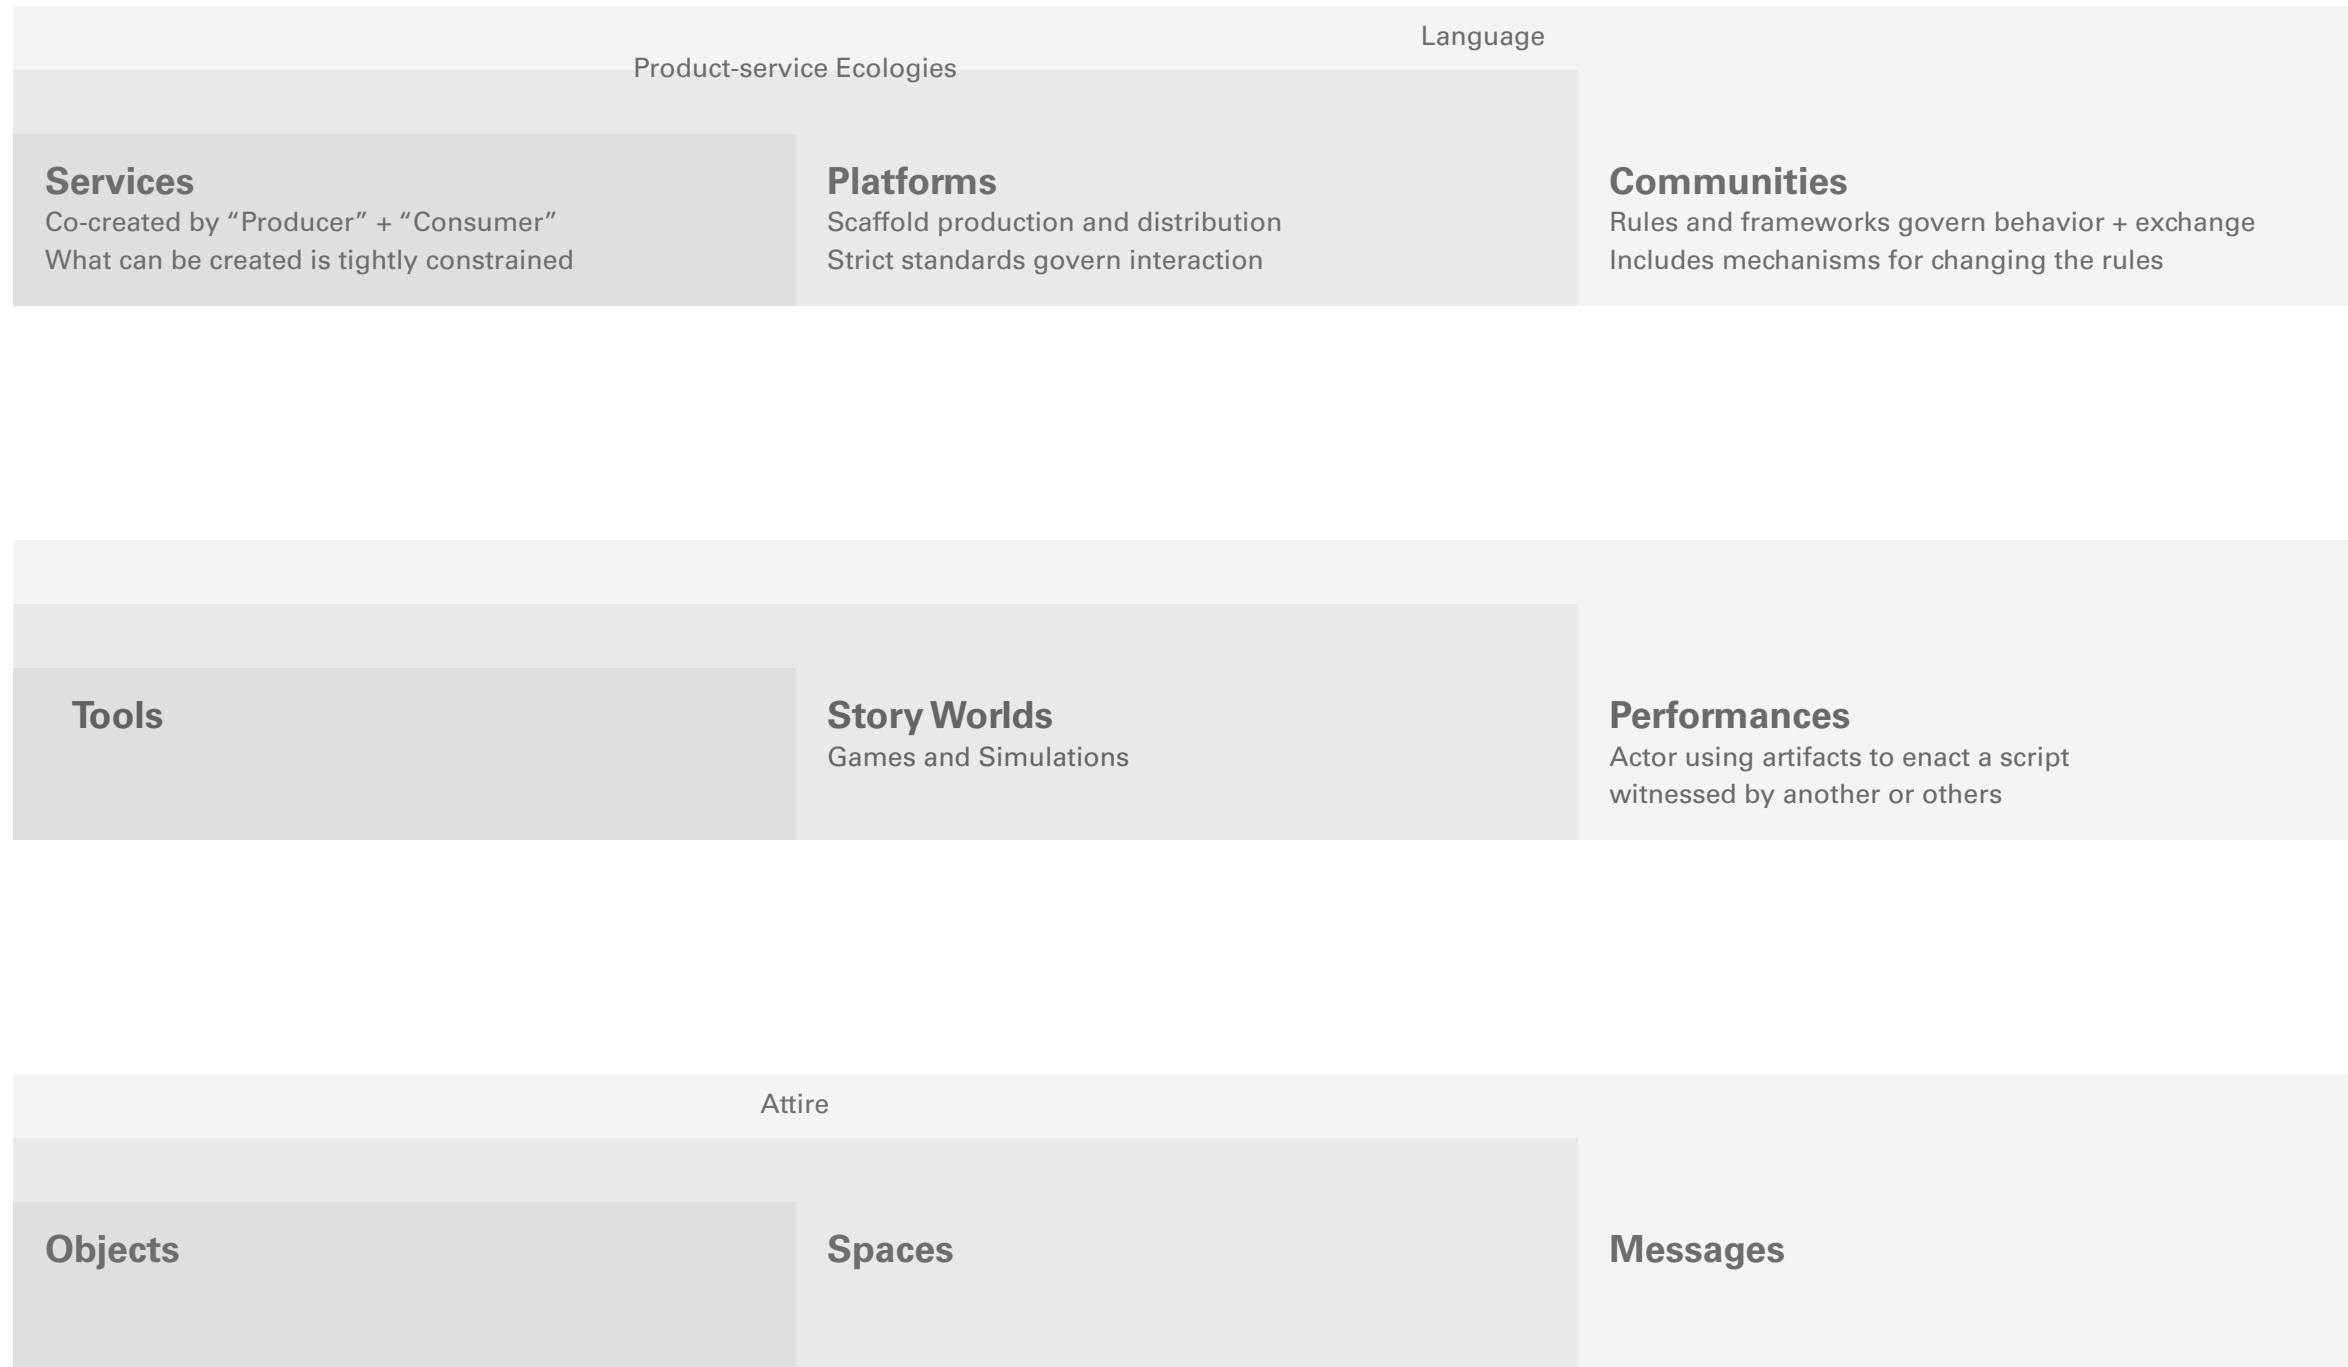 Language
Product-service Ecologies
Services
Co-created by “Producer” + “Consumer”
What can be created is tightly constrained
Platforms
Scaffold production and distribution
Strict standards govern interaction
Communities
Rules and frameworks govern behavior + exchange
Includes mechanisms for changing the rules
Tools
Story Worlds
Games and Simulations
Performances
Actor using artifacts to enact a script
witnessed by another or others
Attire
Objects
Spaces
Messages